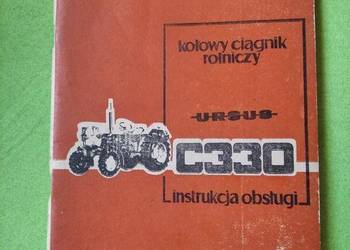 kołowy ciągnik
rolniczy
URSUS
C330
instrukcja obsługi